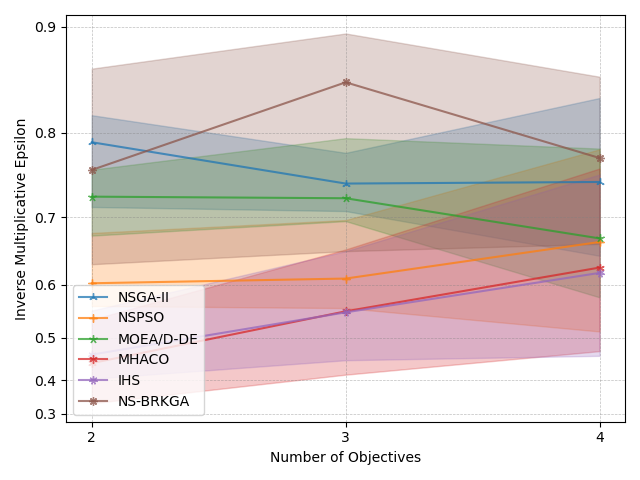 0.9
0.8
0.7
0.6
0.5
0.4
0.3
Inverse Multiplicative Epsilon
NSGA-II
NSPSO
MOEA/D-DE
MHACO
IHS
NS-BRKGA
2
3
4
Number of Objectives